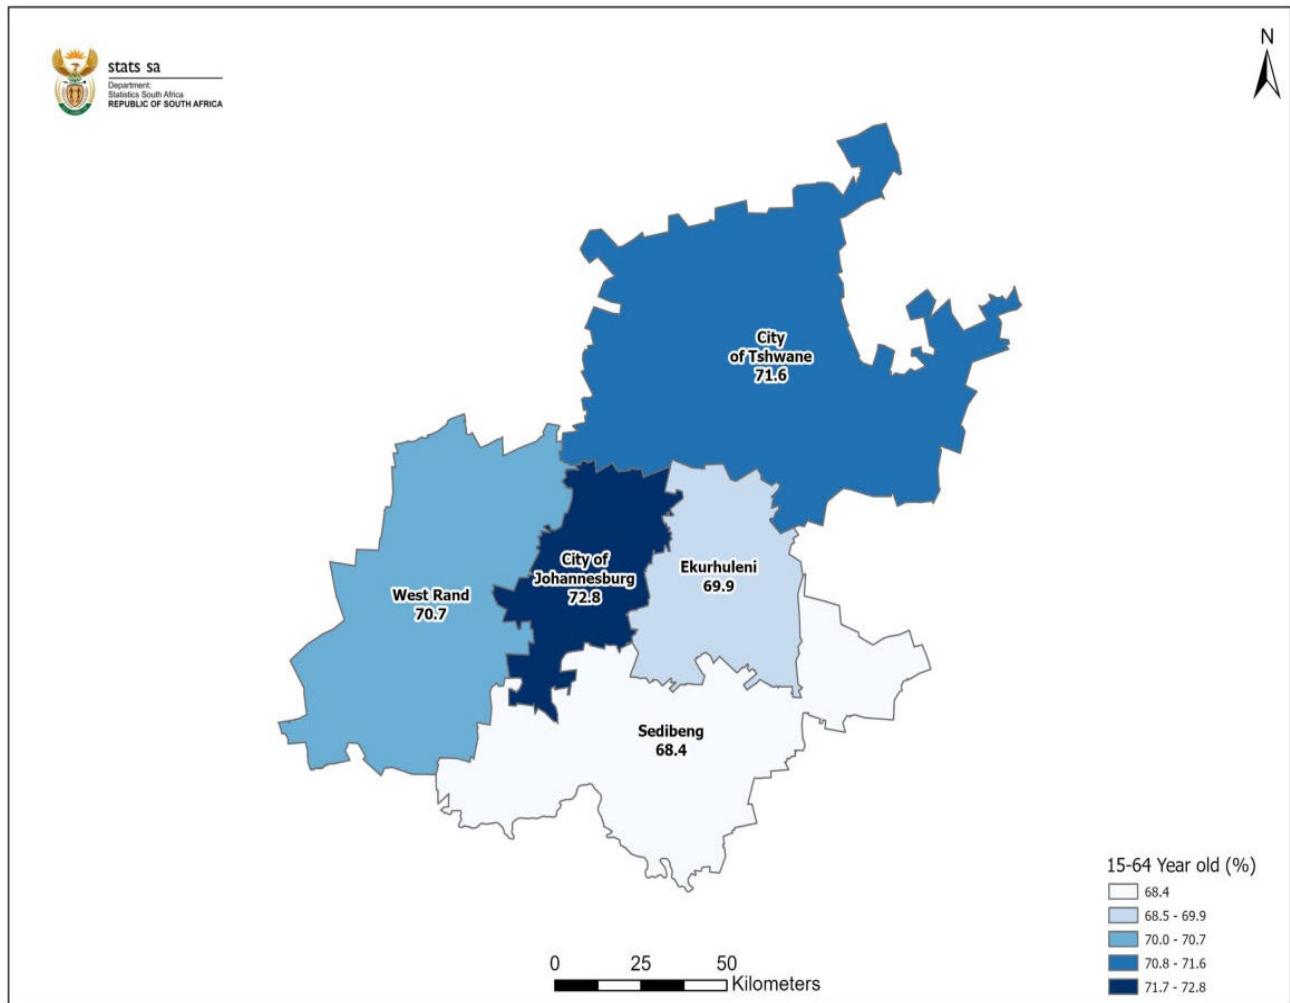 stats sa
Department:
Statistics South Africa
REPUBLIC OF SOUTH AFRICA
N
City
of Tshwane
71.6
City of
Johannesburg
72.8
Ekurhuleni
69.9
West Rand
70.7
Sedibeng
68.4
15-64 Year old (%)
68.4
68.5 - 69.9
70.0 - 70.7
70.8 - 71.6
71.7 - 72.8
0 25 50
Kilometers